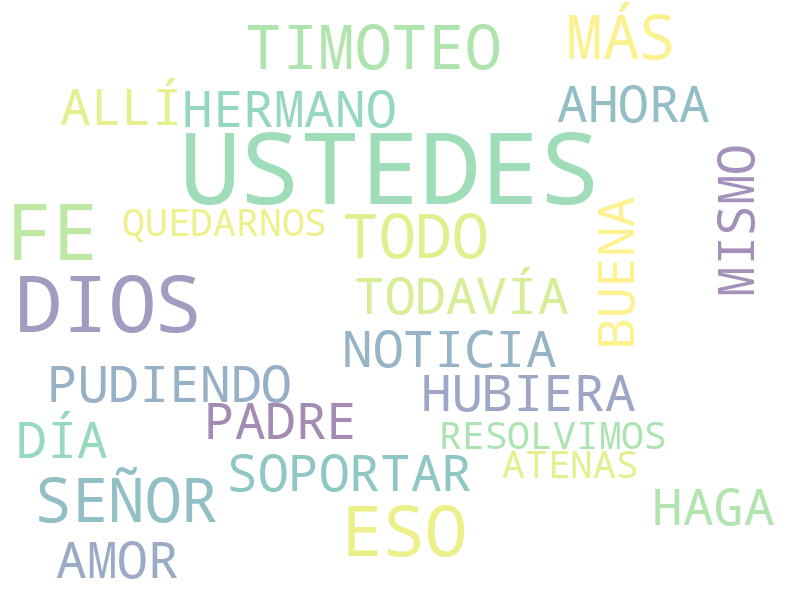 TIMOTEO
MÁS
ALLÍ
HERMANO
AHORA
USTEDES
MISMO
FE
QUEDARNOS
TODO
BUENA
DIOS
TODAVÍA
NOTICIA
PUDIENDO
HUBIERA
PADRE
DÍA
RESOLVIMOS
SOPORTAR
ATENAS
SEÑOR
HAGA
ESO
AMOR